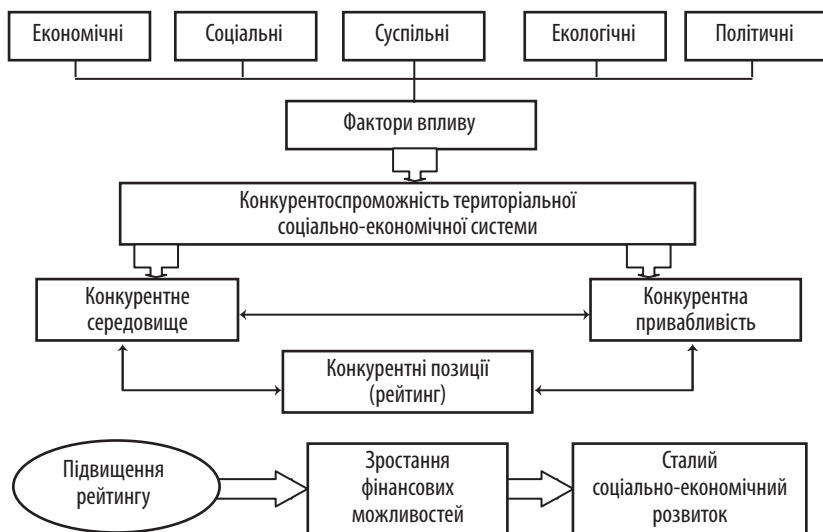 Економічні
Соціальні
Суспільні
Екологічні
Політичні
Фактори впливу
Конкурентоспроможність територіальної
соціально-економічної системи
Конкурентне
середовище
Конкурентна
привабливість
Конкурентні позиції
(рейтинг)
Підвищення
рейтингу
Зростання
фінансових
можливостей
Сталий
соціально-економічний
розвиток